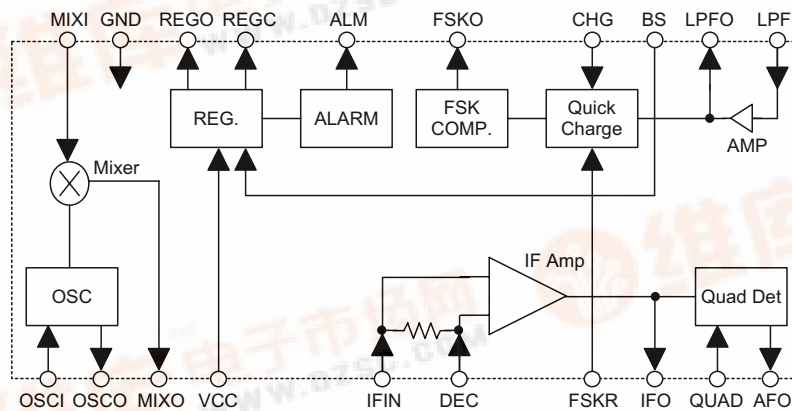 MIXI GND REGO REGC ALM FSKO CHG BS LPFO LPF
REG.
ALARM
FSK
COMP.
Quick
Charge
AMP
Mixer
OSC
IF Amp
Quad Det
OSCI OSCO MIXO VCC IFIN DEC FSKR IFO QUAD AFO